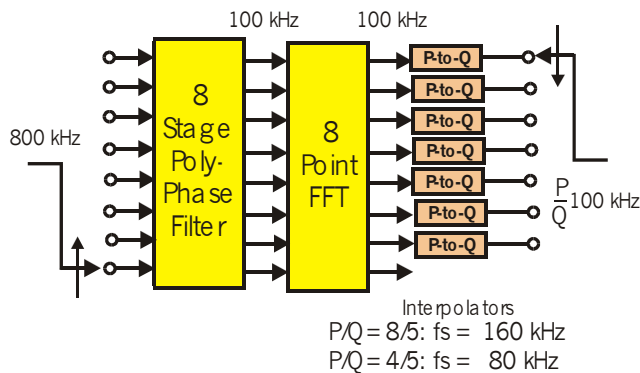 100 kHz
100 kHz
800 kHz
8
Stage
Poly-
Phase
Filter
8
Point
FFT
P-to-Q
P-to-Q
P-to-Q
P-to-Q
P-to-Q
P-to-Q
P-to-Q
P
Q
100 kHz
Interpolators
P/Q = 8/5: fs = 160 kHz
P/Q = 4/5: fs = 80 kHz